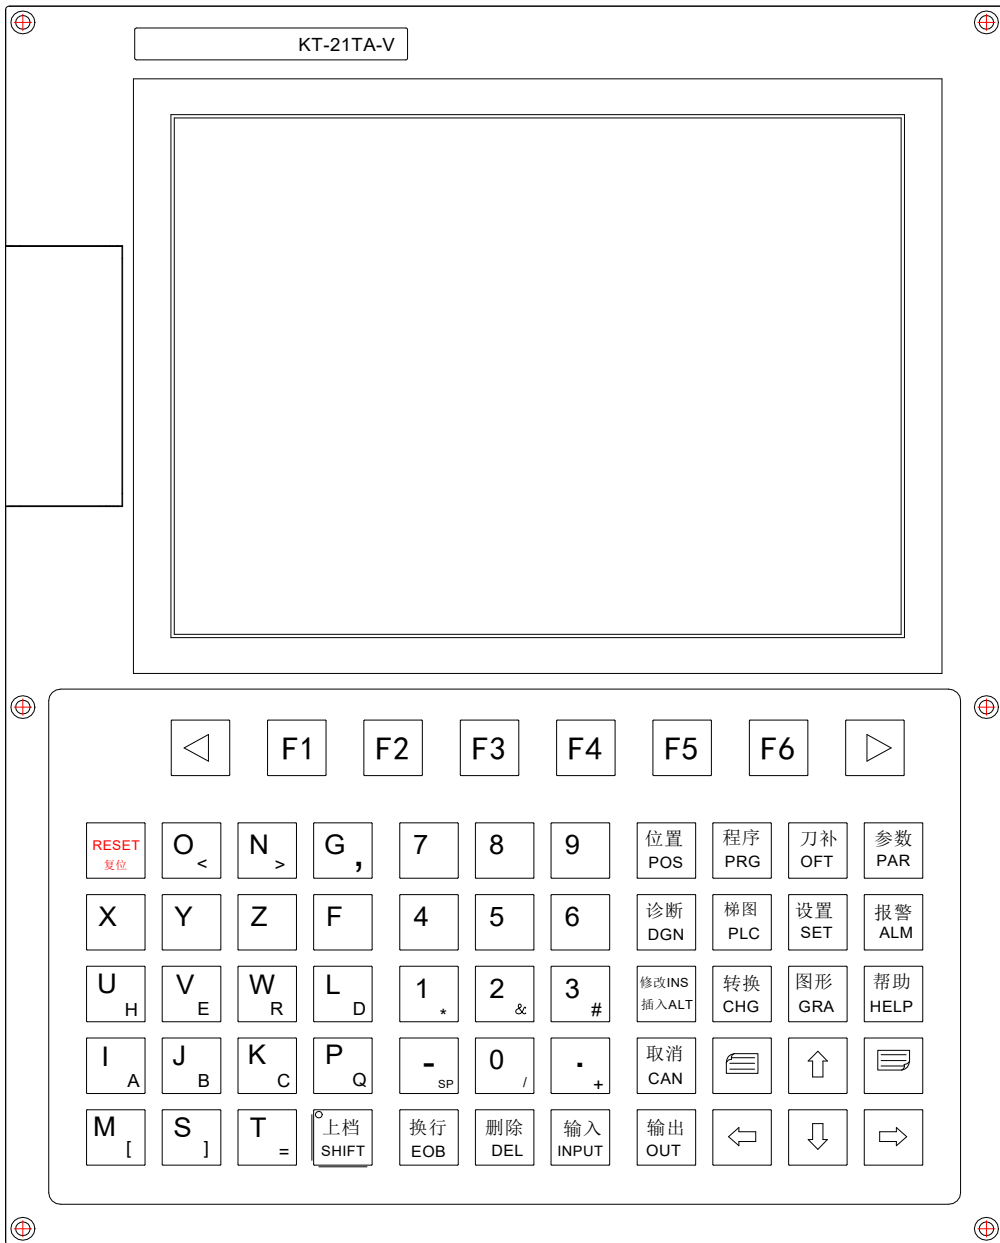 KT-21TA-V
F1 F2 F3 F4 F5 F6
RESET 复位
O <
N >
G ,
7
8
9
位置 POS
程序 PRG
刀补 OFT
参数 PAR
X
Y
Z
F
4
5
6
诊断 DGN
梯图 PLC
设置 SET
报警 ALM
U H
V E
W R
L D
1 *
2 &
3 #
修改INS 插入ALT
转换 CHG
图形 GRA
帮助 HELP
I A
J B
K C
P Q
- SP
0 /
. +
取消 CAN
M [
S ]
T =
上档 SHIFT
换行 EOB
删除 DEL
输入 INPUT
输出 OUT